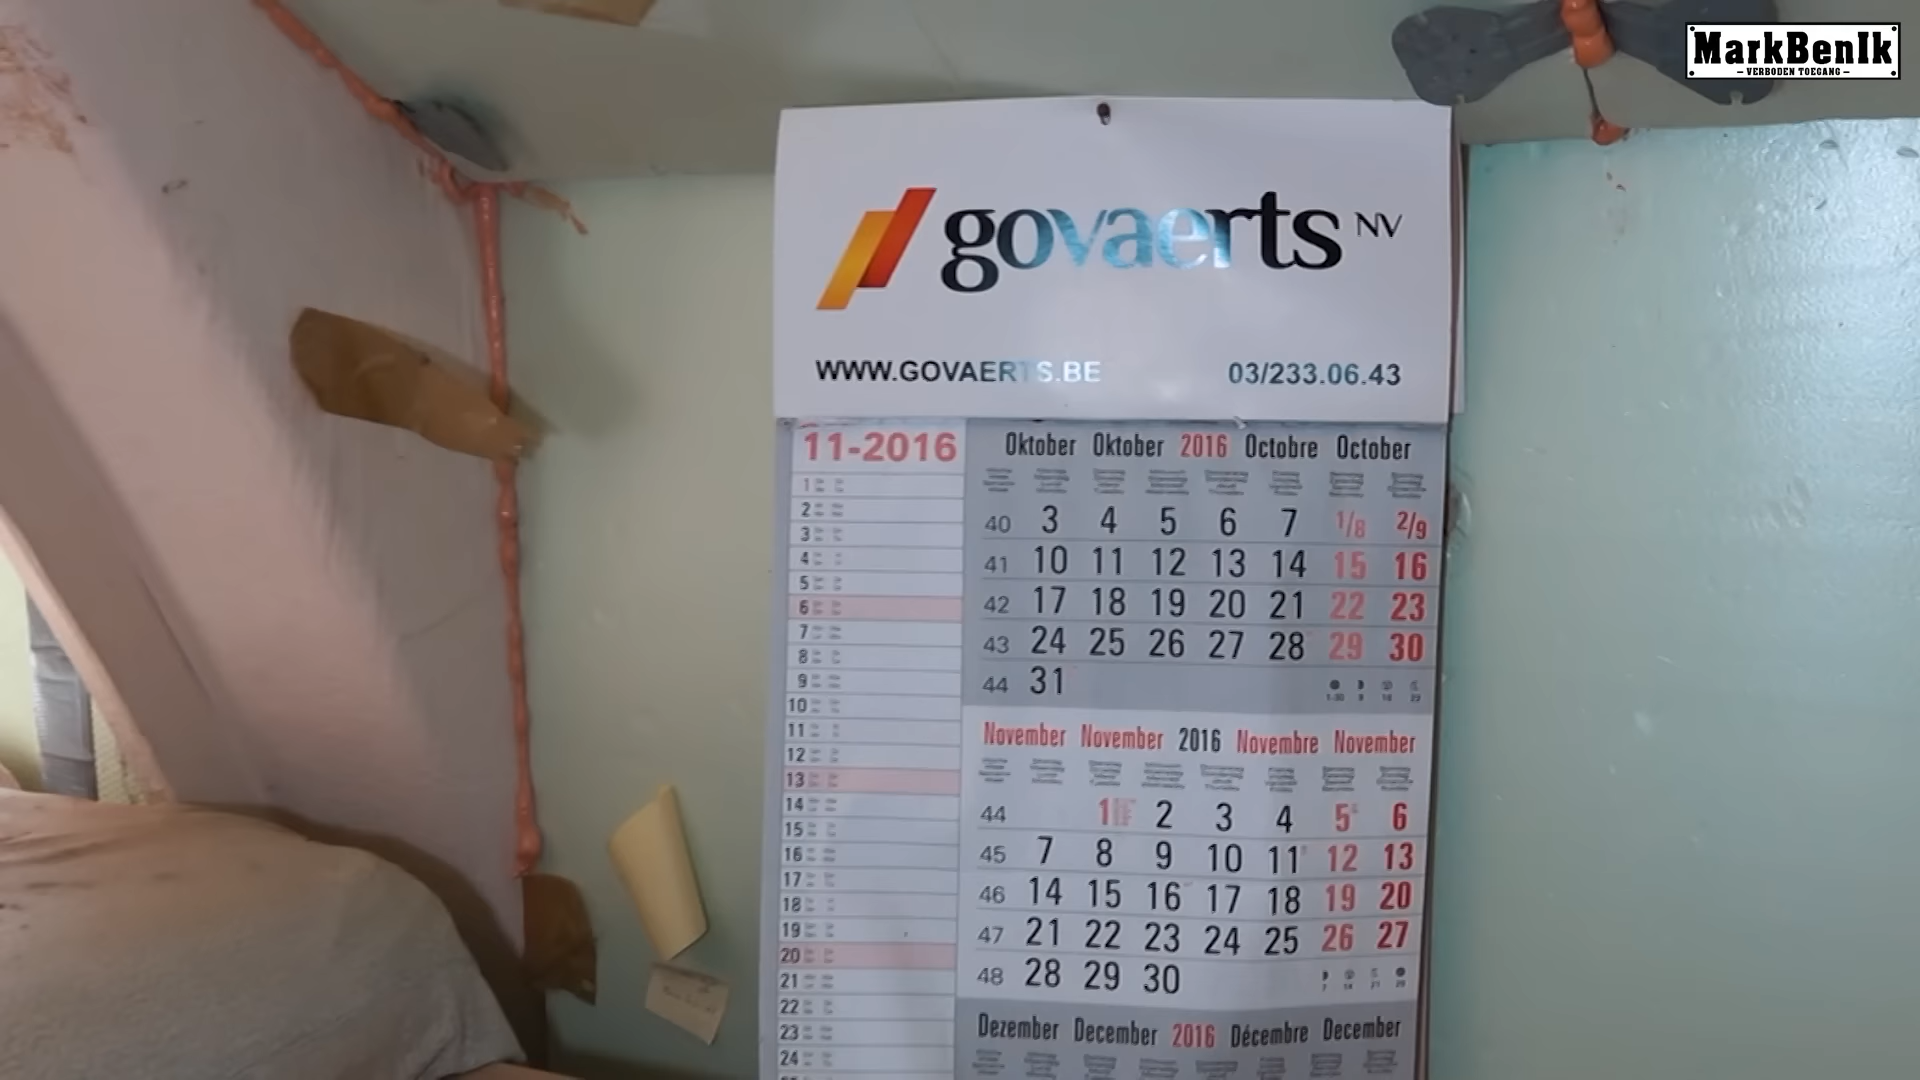 MarkBenIk
– VERBODEN TOEGANG –
govaerts NV
WWW.GOVAERTS.BE 03/233.06.43
11-2016
1
2
3
4
5
6
7
8
9
10
11
12
13
14
15
16
17
18
19
20
21
22
23
24
Oktober Oktober 2016 Octobre October
40 3 4 5 6 7 1/8 2/9
41 10 11 12 13 14 15 16
42 17 18 19 20 21 22 23
43 24 25 26 27 28 29 30
44 31
November November 2016 Novembre November
44 1 2 3 4 5 6
45 7 8 9 10 11 12 13
46 14 15 16 17 18 19 20
47 21 22 23 24 25 26 27
48 28 29 30
Dezember December 2016 Décembre December